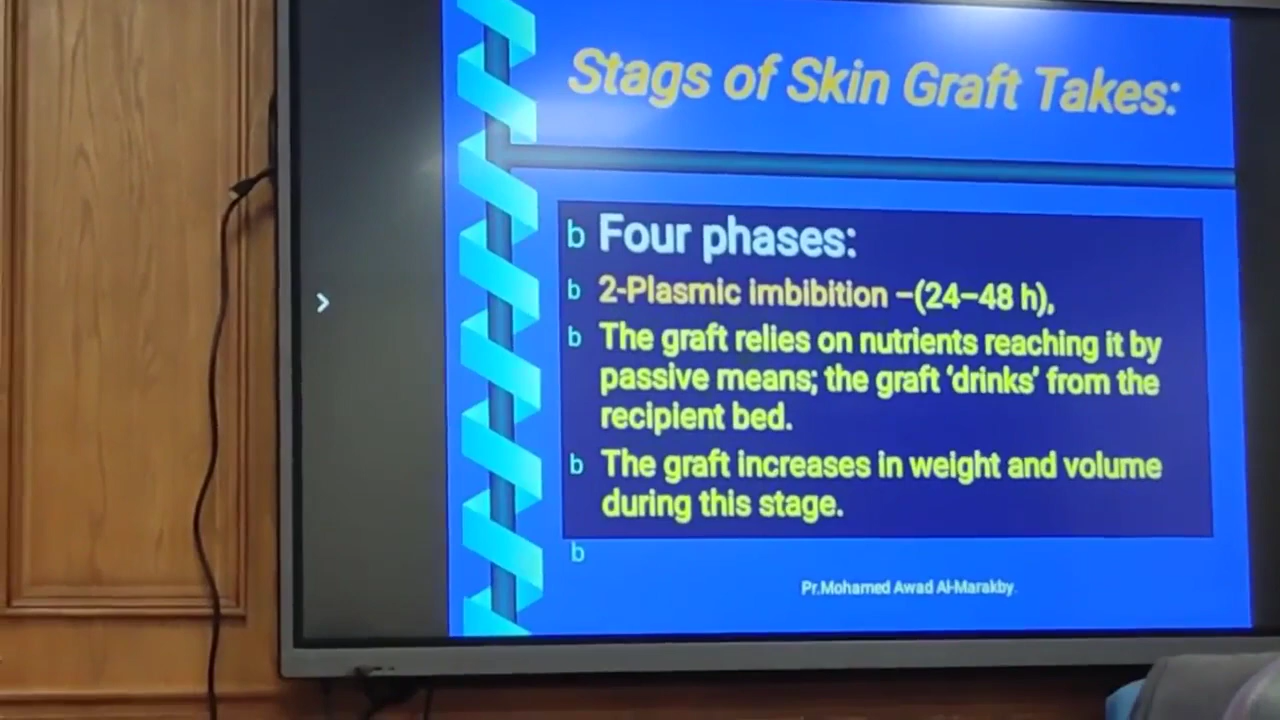 Stags of Skin Graft Takes:
b Four phases:
b 2-Plasmic imbibition –(24–48 h),
b The graft relies on nutrients reaching it by
passive means; the graft ‘drinks’ from the
recipient bed.
b The graft increases in weight and volume
during this stage.
b
Pr.Mohamed Awad Al-Marakby